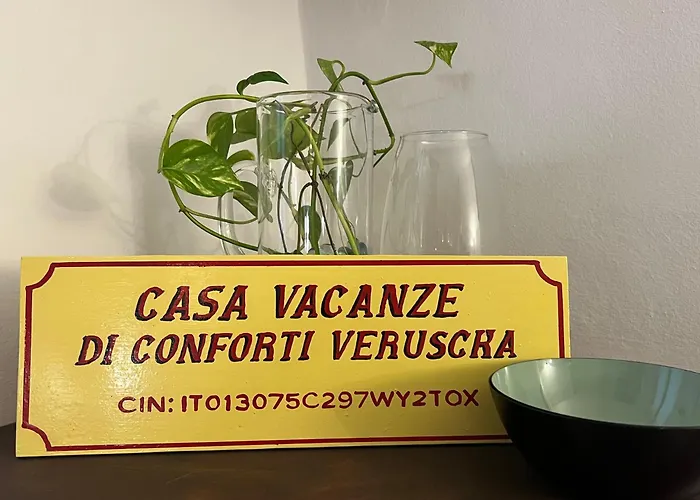 CASA VACANZE
DI CONFORTI VERUSCKA
CIN: IT013075C297WY2TOX